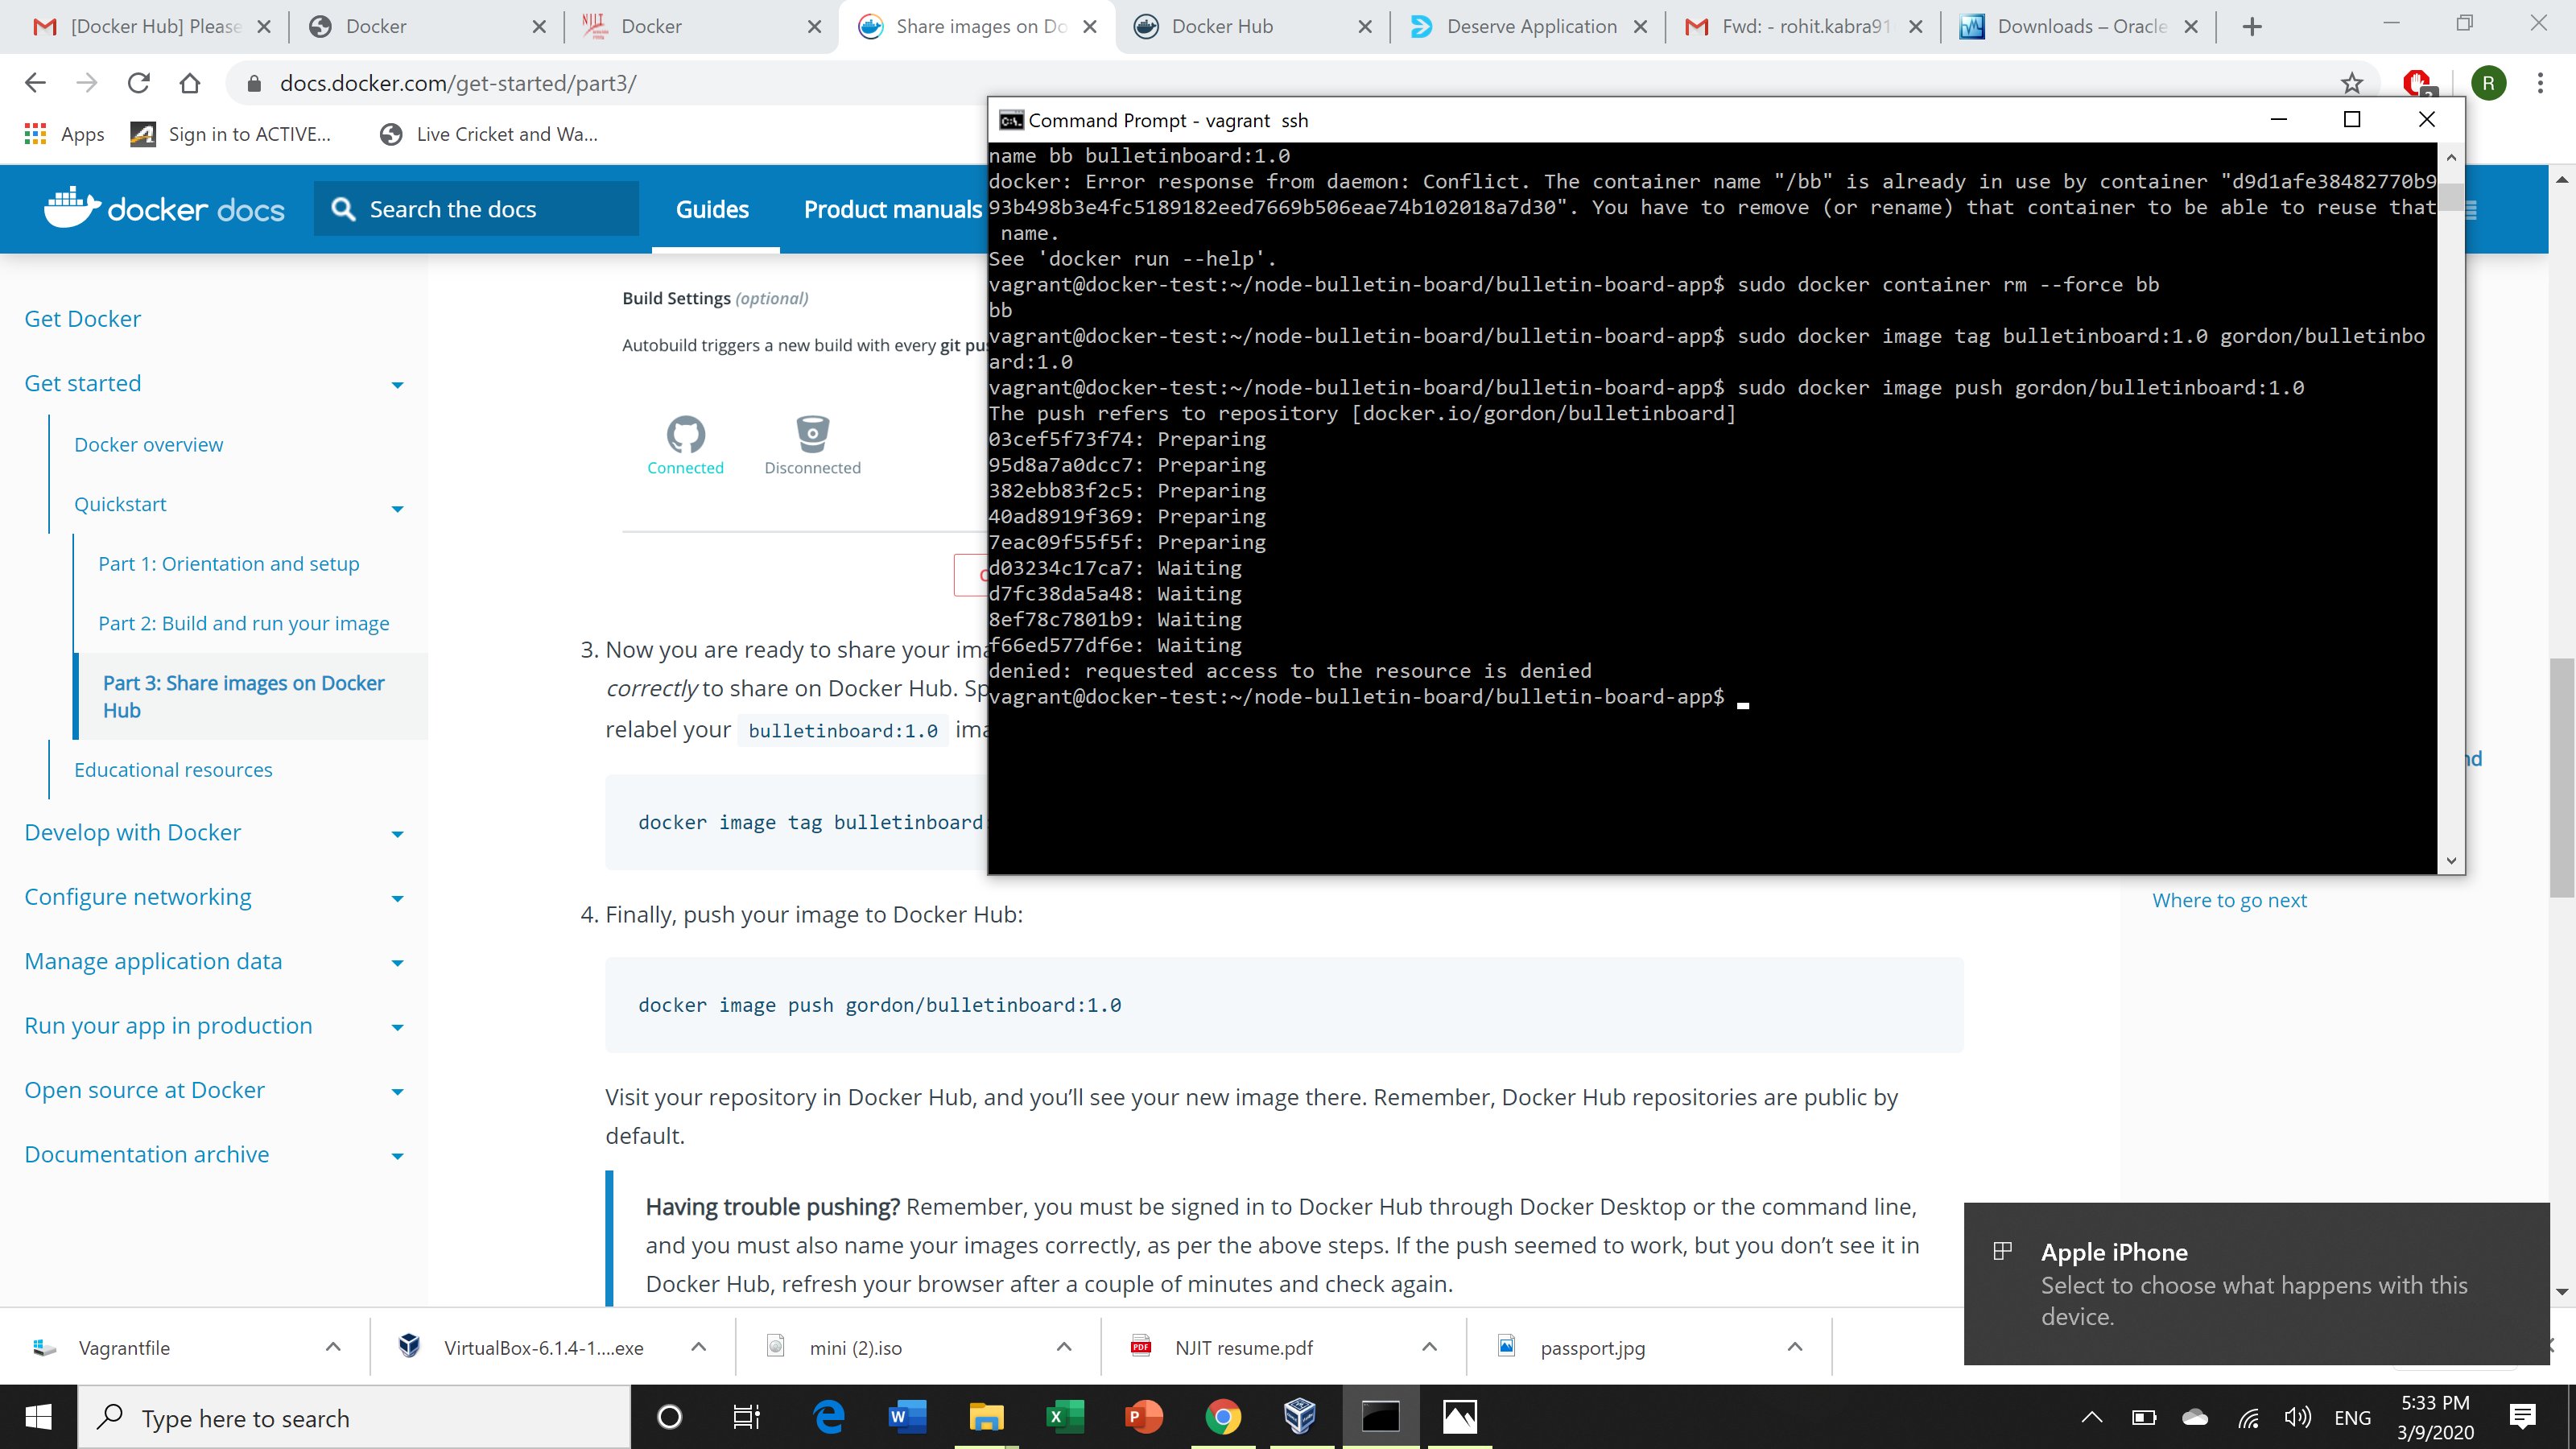 [Docker Hub] Please
Docker
Docker
Share images on Do
Docker Hub
Deserve Application
Fwd: - rohit.kabra91
Downloads – Oracle
docs.docker.com/get-started/part3/
R
Apps
Sign in to ACTIVE...
Live Cricket and Wa...
docker docs
Search the docs
Guides
Product manuals
Get Docker
Get started
Docker overview
Quickstart
Part 1: Orientation and setup
Part 2: Build and run your image
Part 3: Share images on Docker
Hub
Educational resources
Develop with Docker
Configure networking
Manage application data
Run your app in production
Open source at Docker
Documentation archive
Build Settings (optional)
Autobuild triggers a new build with every git pu
Connected
Disconnected
3. Now you are ready to share your ima
correctly to share on Docker Hub. Sp
relabel your bulletinboard:1.0 ima
docker image tag bulletinboard:
4. Finally, push your image to Docker Hub:
docker image push gordon/bulletinboard:1.0
Visit your repository in Docker Hub, and you’ll see your new image there. Remember, Docker Hub repositories are public by
default.
Having trouble pushing? Remember, you must be signed in to Docker Hub through Docker Desktop or the command line,
and you must also name your images correctly, as per the above steps. If the push seemed to work, but you don’t see it in
Docker Hub, refresh your browser after a couple of minutes and check again.
Where to go next
Command Prompt - vagrant  ssh
name bb bulletinboard:1.0
docker: Error response from daemon: Conflict. The container name "/bb" is already in use by container "d9d1afe38482770b9
93b498b3e4fc5189182eed7669b506eae74b102018a7d30". You have to remove (or rename) that container to be able to reuse that
 name.
See 'docker run --help'.
vagrant@docker-test:~/node-bulletin-board/bulletin-board-app$ sudo docker container rm --force bb
bb
vagrant@docker-test:~/node-bulletin-board/bulletin-board-app$ sudo docker image tag bulletinboard:1.0 gordon/bulletinbo
ard:1.0
vagrant@docker-test:~/node-bulletin-board/bulletin-board-app$ sudo docker image push gordon/bulletinboard:1.0
The push refers to repository [docker.io/gordon/bulletinboard]
03cef5f73f74: Preparing
95d8a7a0dcc7: Preparing
382ebb83f2c5: Preparing
40ad8919f369: Preparing
7eac09f55f5f: Preparing
d03234c17ca7: Waiting
d7fc38da5a48: Waiting
8ef78c7801b9: Waiting
f66ed577df6e: Waiting
denied: requested access to the resource is denied
vagrant@docker-test:~/node-bulletin-board/bulletin-board-app$
Apple iPhone
Select to choose what happens with this
device.
Vagrantfile
VirtualBox-6.1.4-1....exe
mini (2).iso
NJIT resume.pdf
passport.jpg
Type here to search
ENG
5:33 PM
3/9/2020